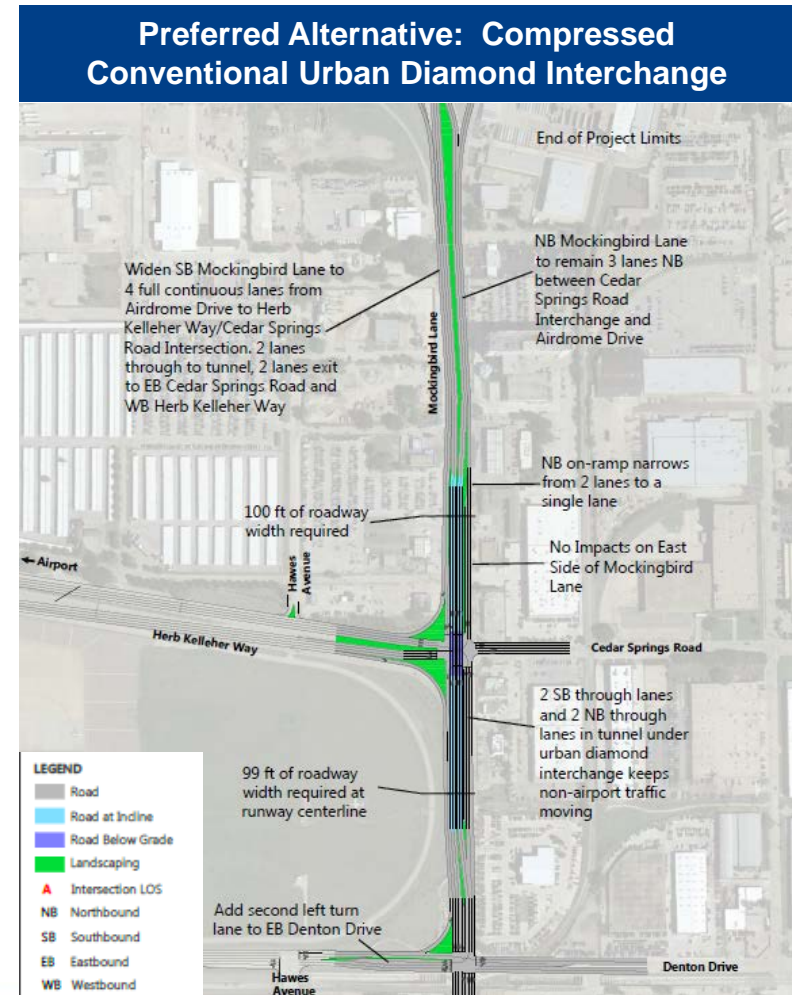 Preferred Alternative: Compressed
Conventional Urban Diamond Interchange
End of Project Limits
Widen SB Mockingbird Lane to
4 full continuous lanes from
Airdrome Drive to Herb
Kelleher Way/Cedar Springs
Road Intersection. 2 lanes
through to tunnel, 2 lanes exit
to EB Cedar Springs Road and
WB Herb Kelleher Way
NB Mockingbird Lane
to remain 3 lanes NB
between Cedar
Springs Road
Interchange and
Airdrome Drive
Mockingbird Lane
NB on-ramp narrows
from 2 lanes to a
single lane
100 ft of roadway
width required
No Impacts on East
Side of Mockingbird
Lane
Airport
Hawes
Avenue
Herb Kelleher Way
Cedar Springs Road
2 SB through lanes
and 2 NB through
lanes in tunnel under
urban diamond
interchange keeps
non-airport traffic
moving
99 ft of roadway
width required at
runway centerline
LEGEND
Road
Road at Incline
Road Below Grade
Landscaping
A Intersection LOS
NB Northbound
SB Southbound
EB Eastbound
WB Westbound
Add second left turn
lane to EB Denton Drive
Hawes
Avenue
Denton Drive